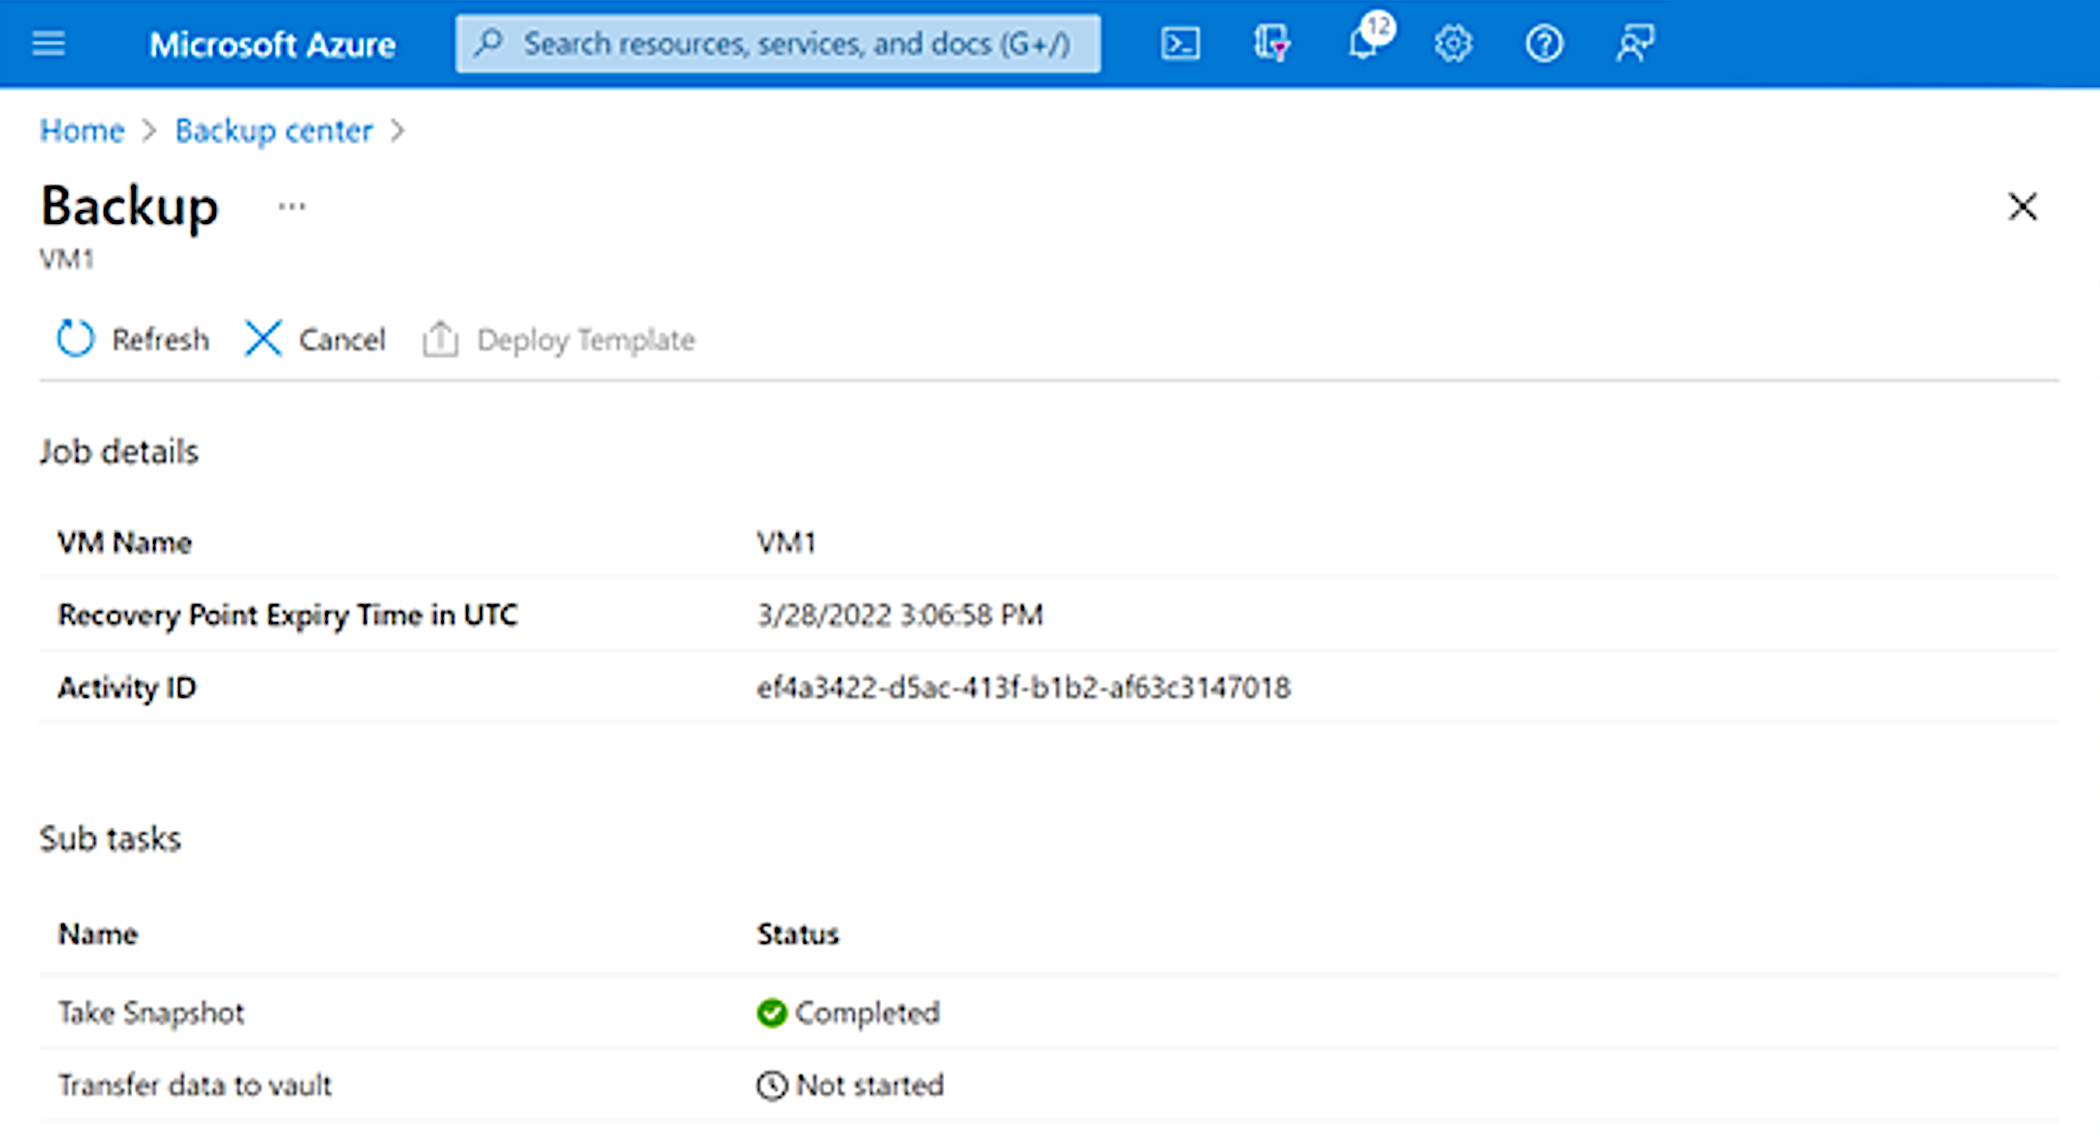 Microsoft Azure Search resources, services, and docs (G+/) 12
Home > Backup center >
Backup ...
VM1
Refresh Cancel Deploy Template
Job details
VM Name VM1
Recovery Point Expiry Time in UTC 3/28/2022 3:06:58 PM
Activity ID ef4a3422-d5ac-413f-b1b2-af63c3147018
Sub tasks
Name Status
Take Snapshot Completed
Transfer data to vault Not started